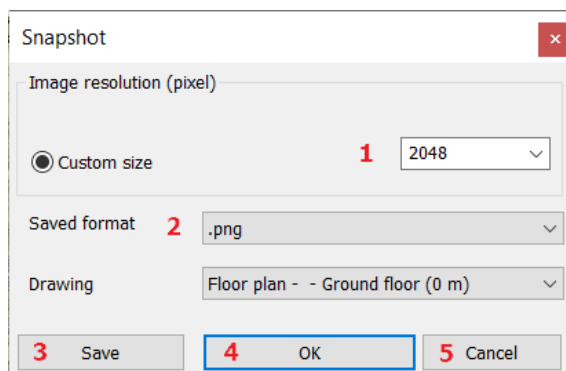 Snapshot
Image resolution (pixel)
Custom size 1 2048
Saved format 2 .png
Drawing Floor plan - - Ground floor (0 m)
3 Save 4 OK 5 Cancel